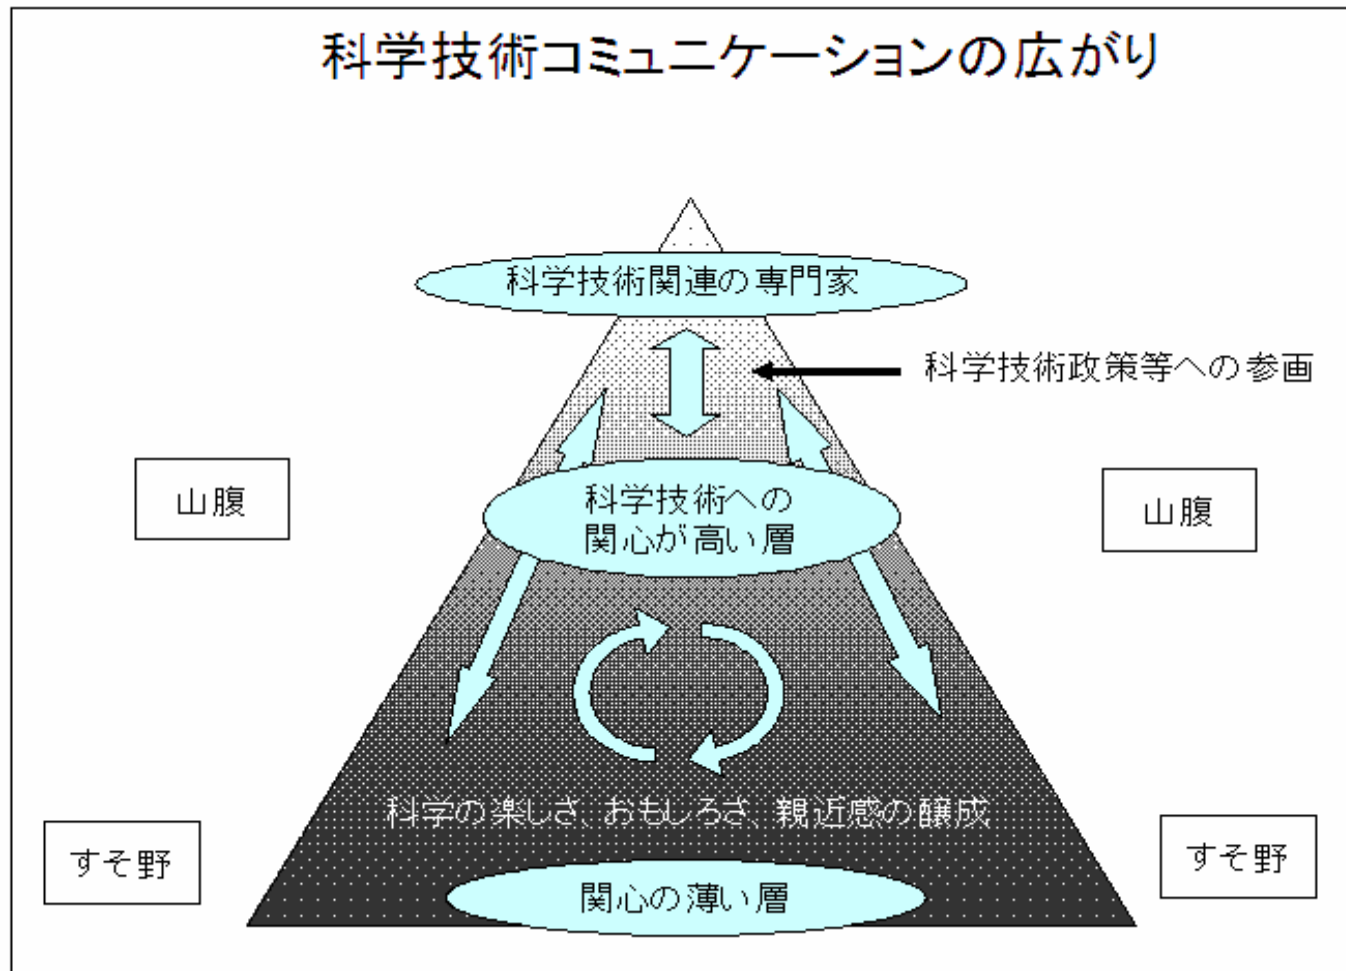 科学技術コミュニケーションの広がり
科学技術関連の専門家
科学技術政策等への参画
山腹
科学技術への
関心が高い層
山腹
科学の楽しさ、おもしろさ、親近感の醸成
すそ野
すそ野
関心の薄い層